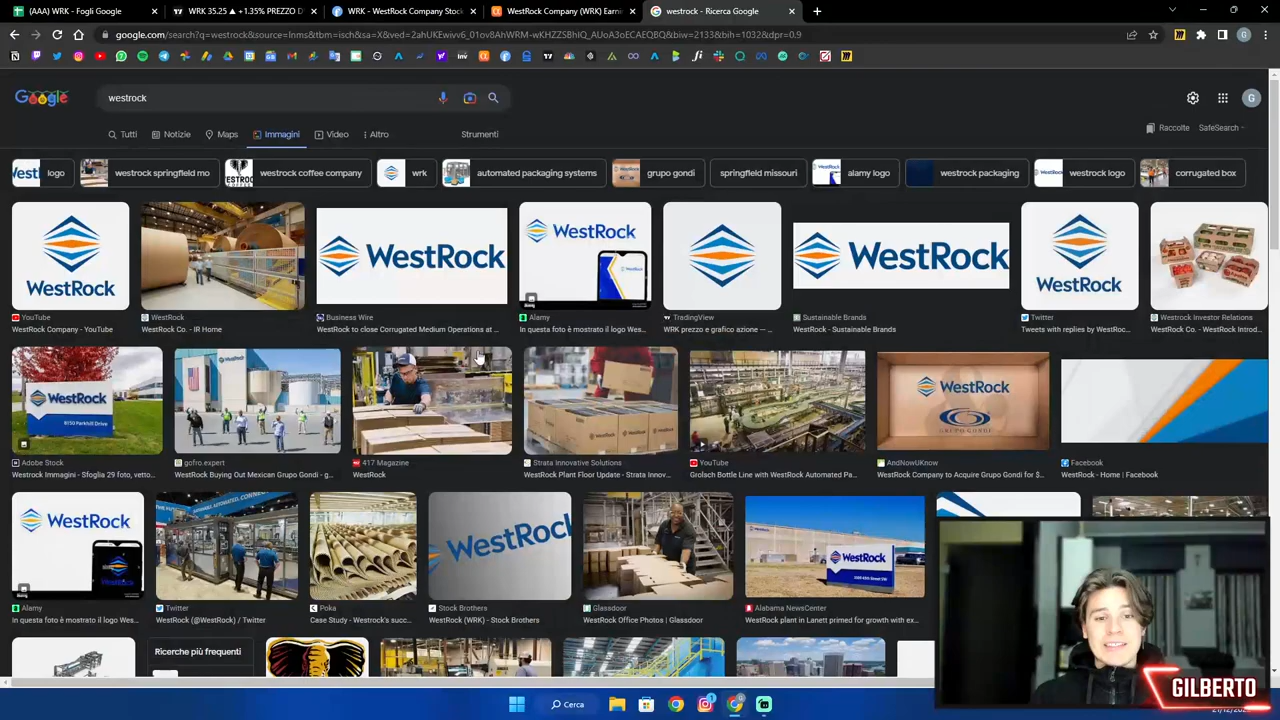 (AAA) WRK - Fogli Google
WRK 35.25 ▲ +1.35% PREZZO D
WRK - WestRock Company Stock
WestRock Company (WRK) Earni
westrock - Ricerca Google
google.com/search?q=westrock&source=lnms&tbm=isch&sa=X&ved=2ahUKEwivv6_01ov8AhWRM-wKHZZSBhIQ_AUoA3oECAEQBQ&biw=2133&bih=1032&dpr=0.9
Google
westrock
Tutti
Notizie
Maps
Immagini
Video
Altro
Strumenti
Raccolte
SafeSearch
logo
westrock springfield mo
westrock coffee company
wrk
automated packaging systems
grupo gondi
springfield missouri
alamy logo
westrock packaging
westrock logo
corrugated box
WestRock
WestRock
WestRock
WestRock
WestRock
YouTube
WestRock
Business Wire
Alamy
TradingView
Sustainable Brands
Twitter
Westrock Investor Relations
WestRock Company - YouTube
WestRock Co. - IR Home
WestRock to close Corrugated Medium Operations at ...
In questa foto è mostrato il logo Wes...
WRK prezzo e grafico azione — ...
WestRock - Sustainable Brands
Tweets with replies by WestRoc...
WestRock Co. - WestRock Introd...
WestRock
8750 Parkhill Drive
WestRock
GRUPO GONDI
Adobe Stock
gofro.expert
417 Magazine
Strata Innovative Solutions
YouTube
AndNowUKnow
Facebook
Westrock Immagini - Sfoglia 29 foto, vetto...
WestRock Buying Out Mexican Grupo Gondi - g...
WestRock
WestRock Plant Floor Update - Strata Innov...
Grolsch Bottle Line with WestRock Automated Pa...
WestRock Company to Acquire Grupo Gondi for $...
WestRock - Home | Facebook
WestRock
WestRock
WestRock
Alamy
Twitter
Poka
Stock Brothers
Glassdoor
Alabama NewsCenter
In questa foto è mostrato il logo Wes...
WestRock (@WestRock) / Twitter
Case Study - Westrock's succ...
WestRock (WRK) - Stock Brothers
WestRock Office Photos | Glassdoor
WestRock plant in Lanett primed for growth with ex...
Ricerche più frequenti
GILBERTO
Cerca